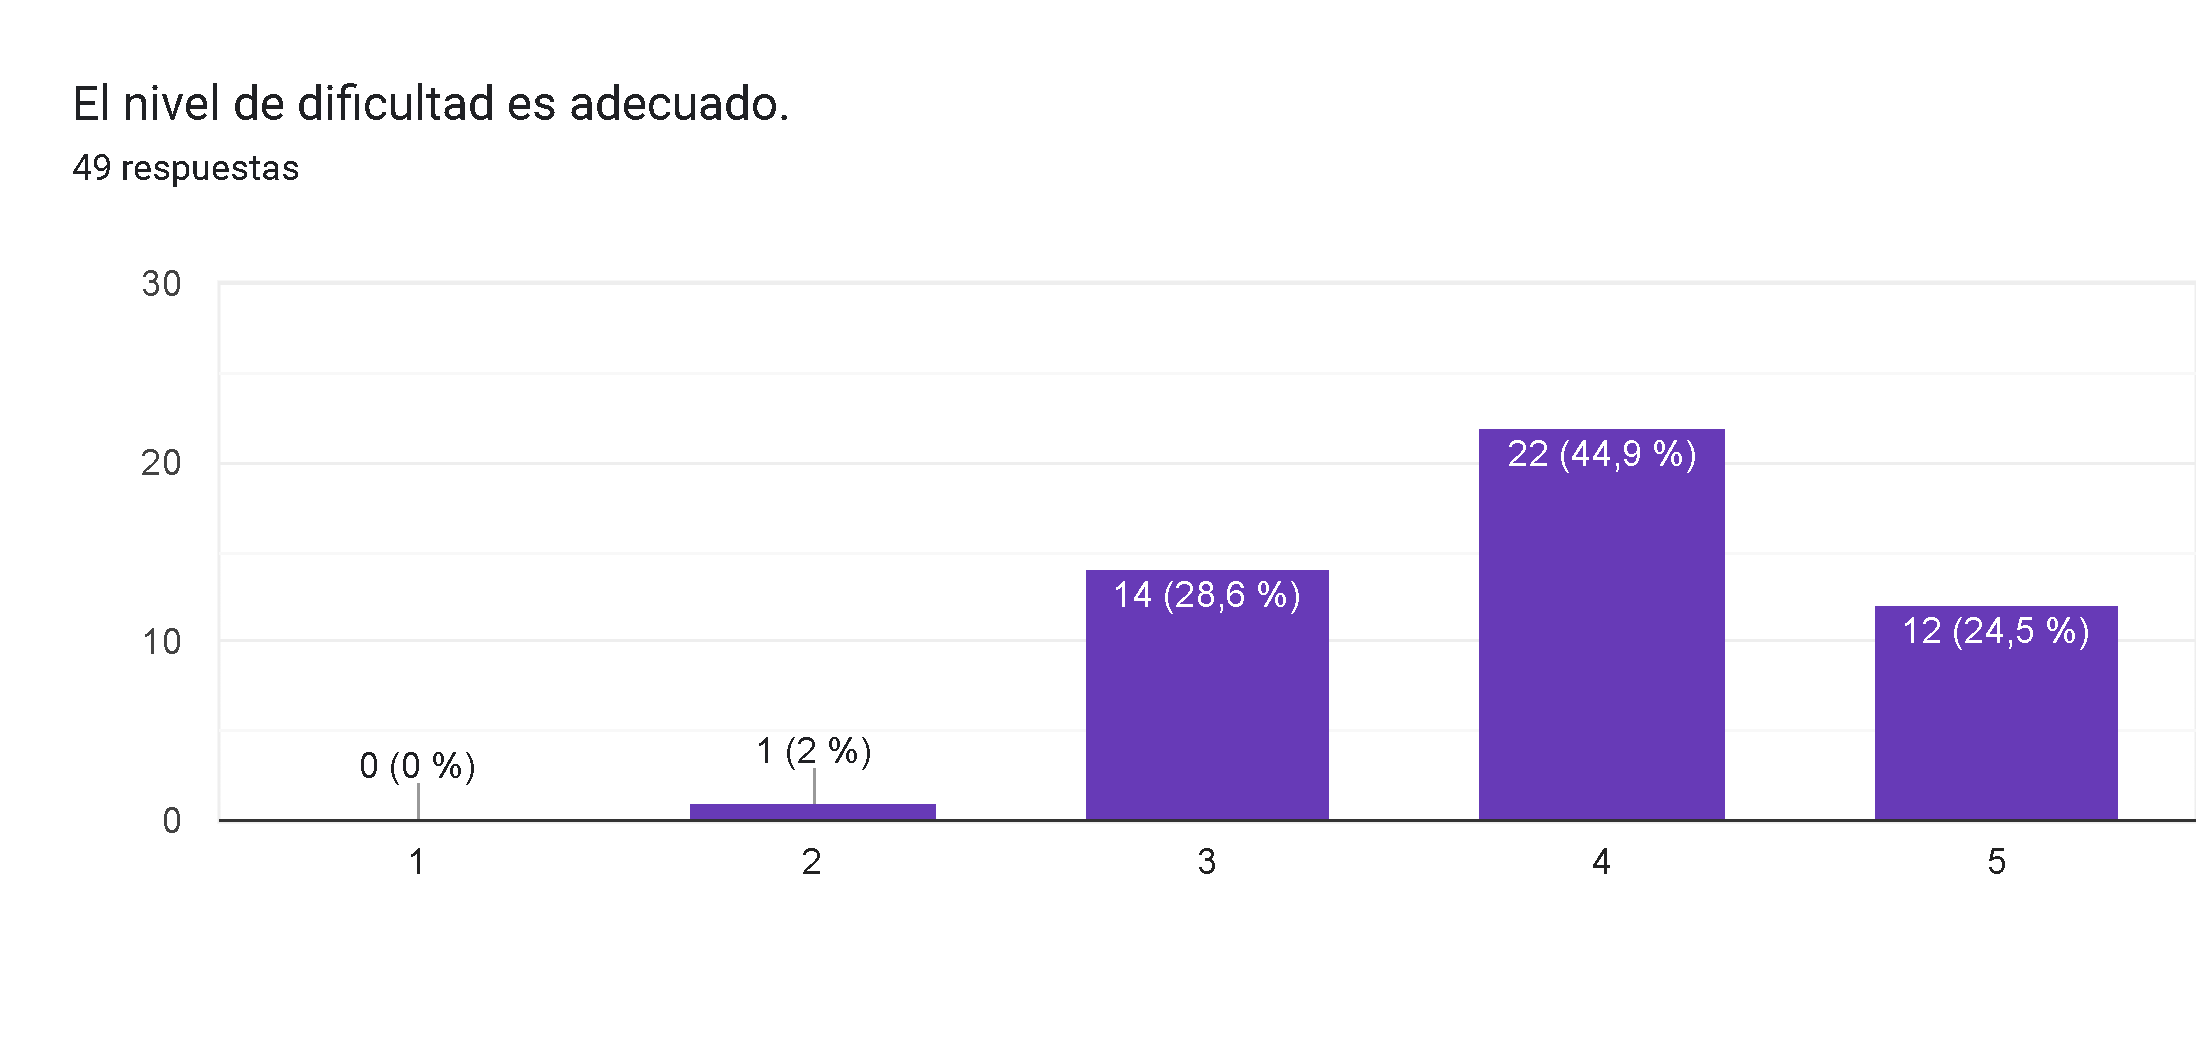 El nivel de dificultad es adecuado.
49 respuestas
30
20
10
0
0 (0 %)
1 (2 %)
14 (28,6 %)
22 (44,9 %)
12 (24,5 %)
1
2
3
4
5